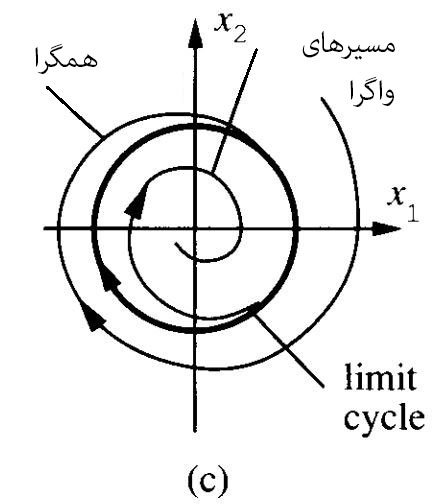 x₂
مسیرهای
واگرا
همگرا
x₁
limit
cycle
(c)